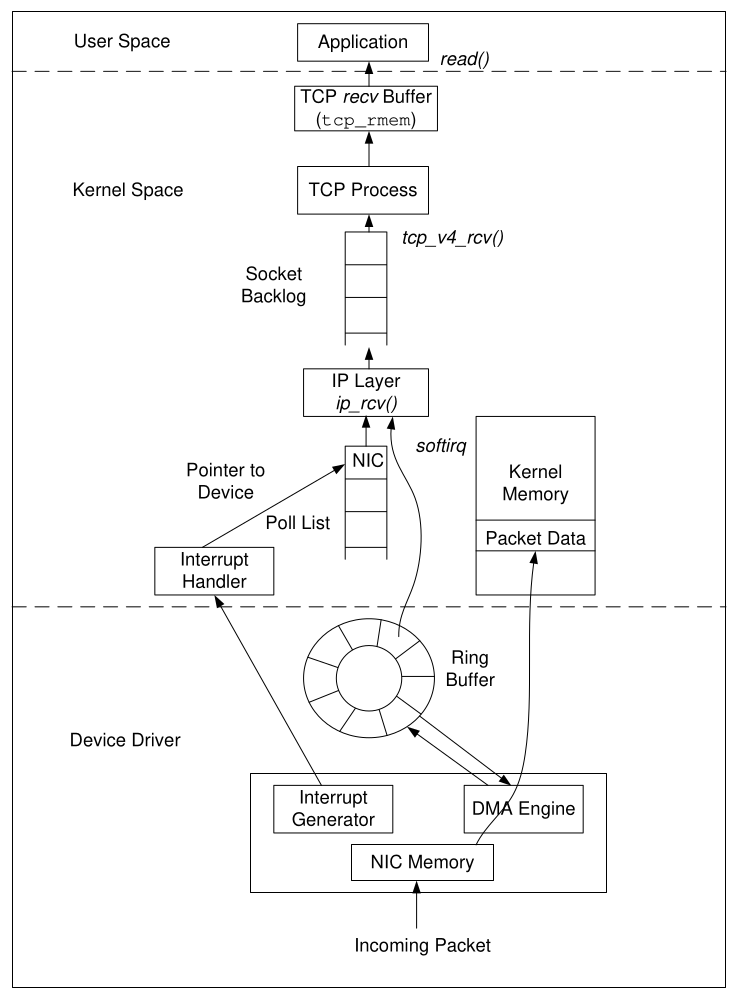 User Space
Application
read()
TCP recv Buffer
(tcp_rmem)
Kernel Space
TCP Process
tcp_v4_rcv()
Socket
Backlog
IP Layer
ip_rcv()
softirq
NIC
Pointer to
Device
Poll List
Kernel
Memory
Packet Data
Interrupt
Handler
Ring
Buffer
Device Driver
Interrupt
Generator
DMA Engine
NIC Memory
Incoming Packet